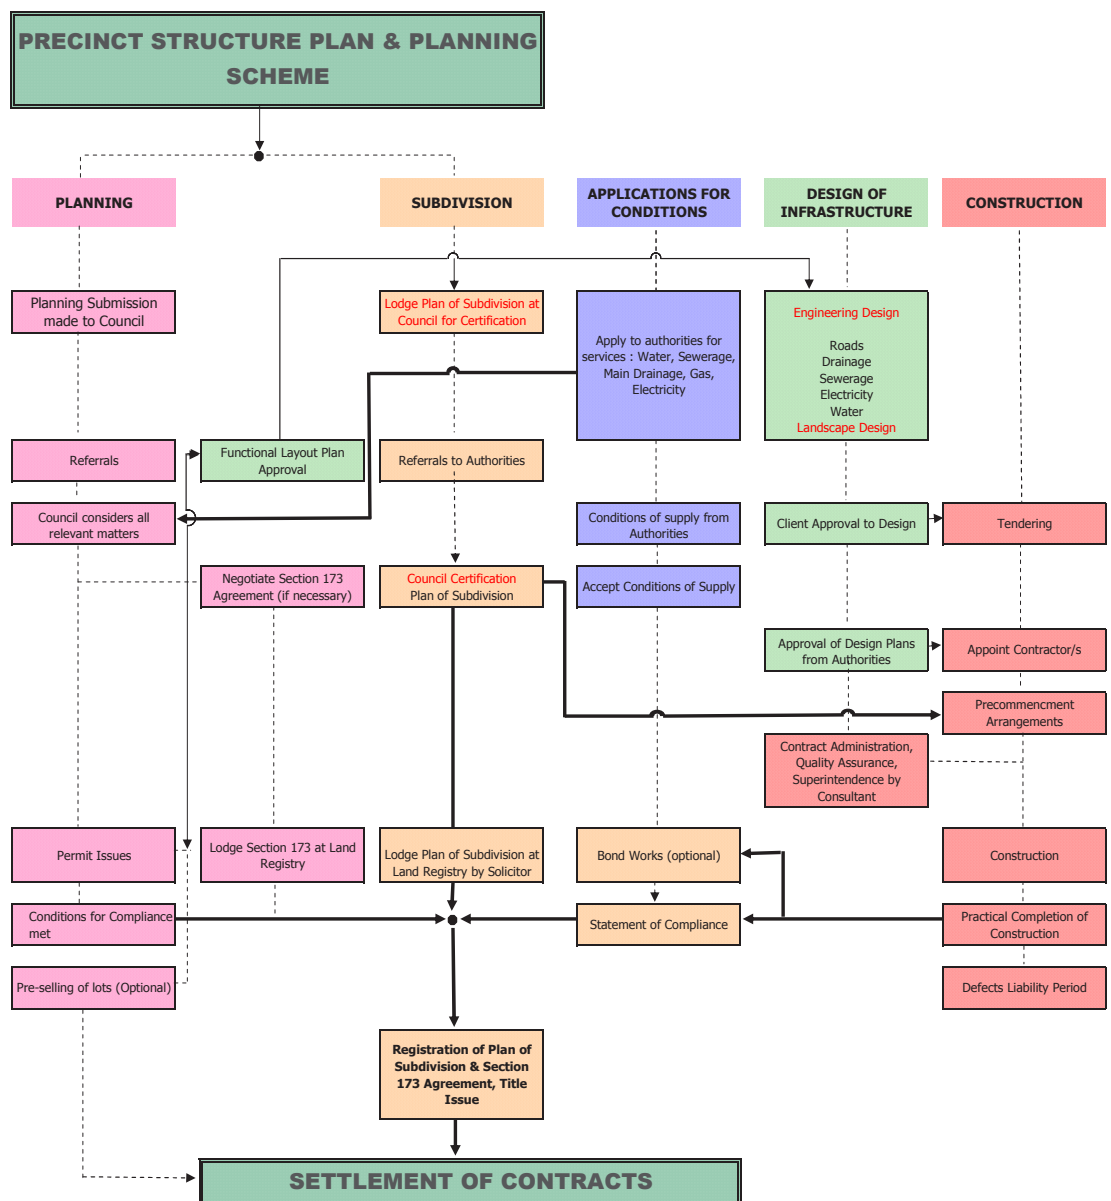 PRECINCT STRUCTURE PLAN & PLANNING
SCHEME
PLANNING
SUBDIVISION
APPLICATIONS FOR
CONDITIONS
DESIGN OF
INFRASTRUCTURE
CONSTRUCTION
Planning Submission
made to Council
Lodge Plan of Subdivision at
Council for Certification
Apply to authorities for
services : Water, Sewerage,
Main Drainage, Gas,
Electricity
Engineering Design
Roads
Drainage
Sewerage
Electricity
Water
Landscape Design
Referrals
Functional Layout Plan
Approval
Referrals to Authorities
Council considers all
relevant matters
Conditions of supply from
Authorities
Client Approval to Design
Tendering
Negotiate Section 173
Agreement (if necessary)
Council Certification
Plan of Subdivision
Accept Conditions of Supply
Approval of Design Plans
from Authorities
Appoint Contractor/s
Precommencment
Arrangements
Contract Administration,
Quality Assurance,
Superintendence by
Consultant
Permit Issues
Lodge Section 173 at Land
Registry
Lodge Plan of Subdivision at
Land Registry by Solicitor
Bond Works (optional)
Construction
Conditions for Compliance
met
Statement of Compliance
Practical Completion of
Construction
Pre-selling of lots (Optional)
Defects Liability Period
Registration of Plan of
Subdivision & Section
173 Agreement, Title
Issue
SETTLEMENT OF CONTRACTS